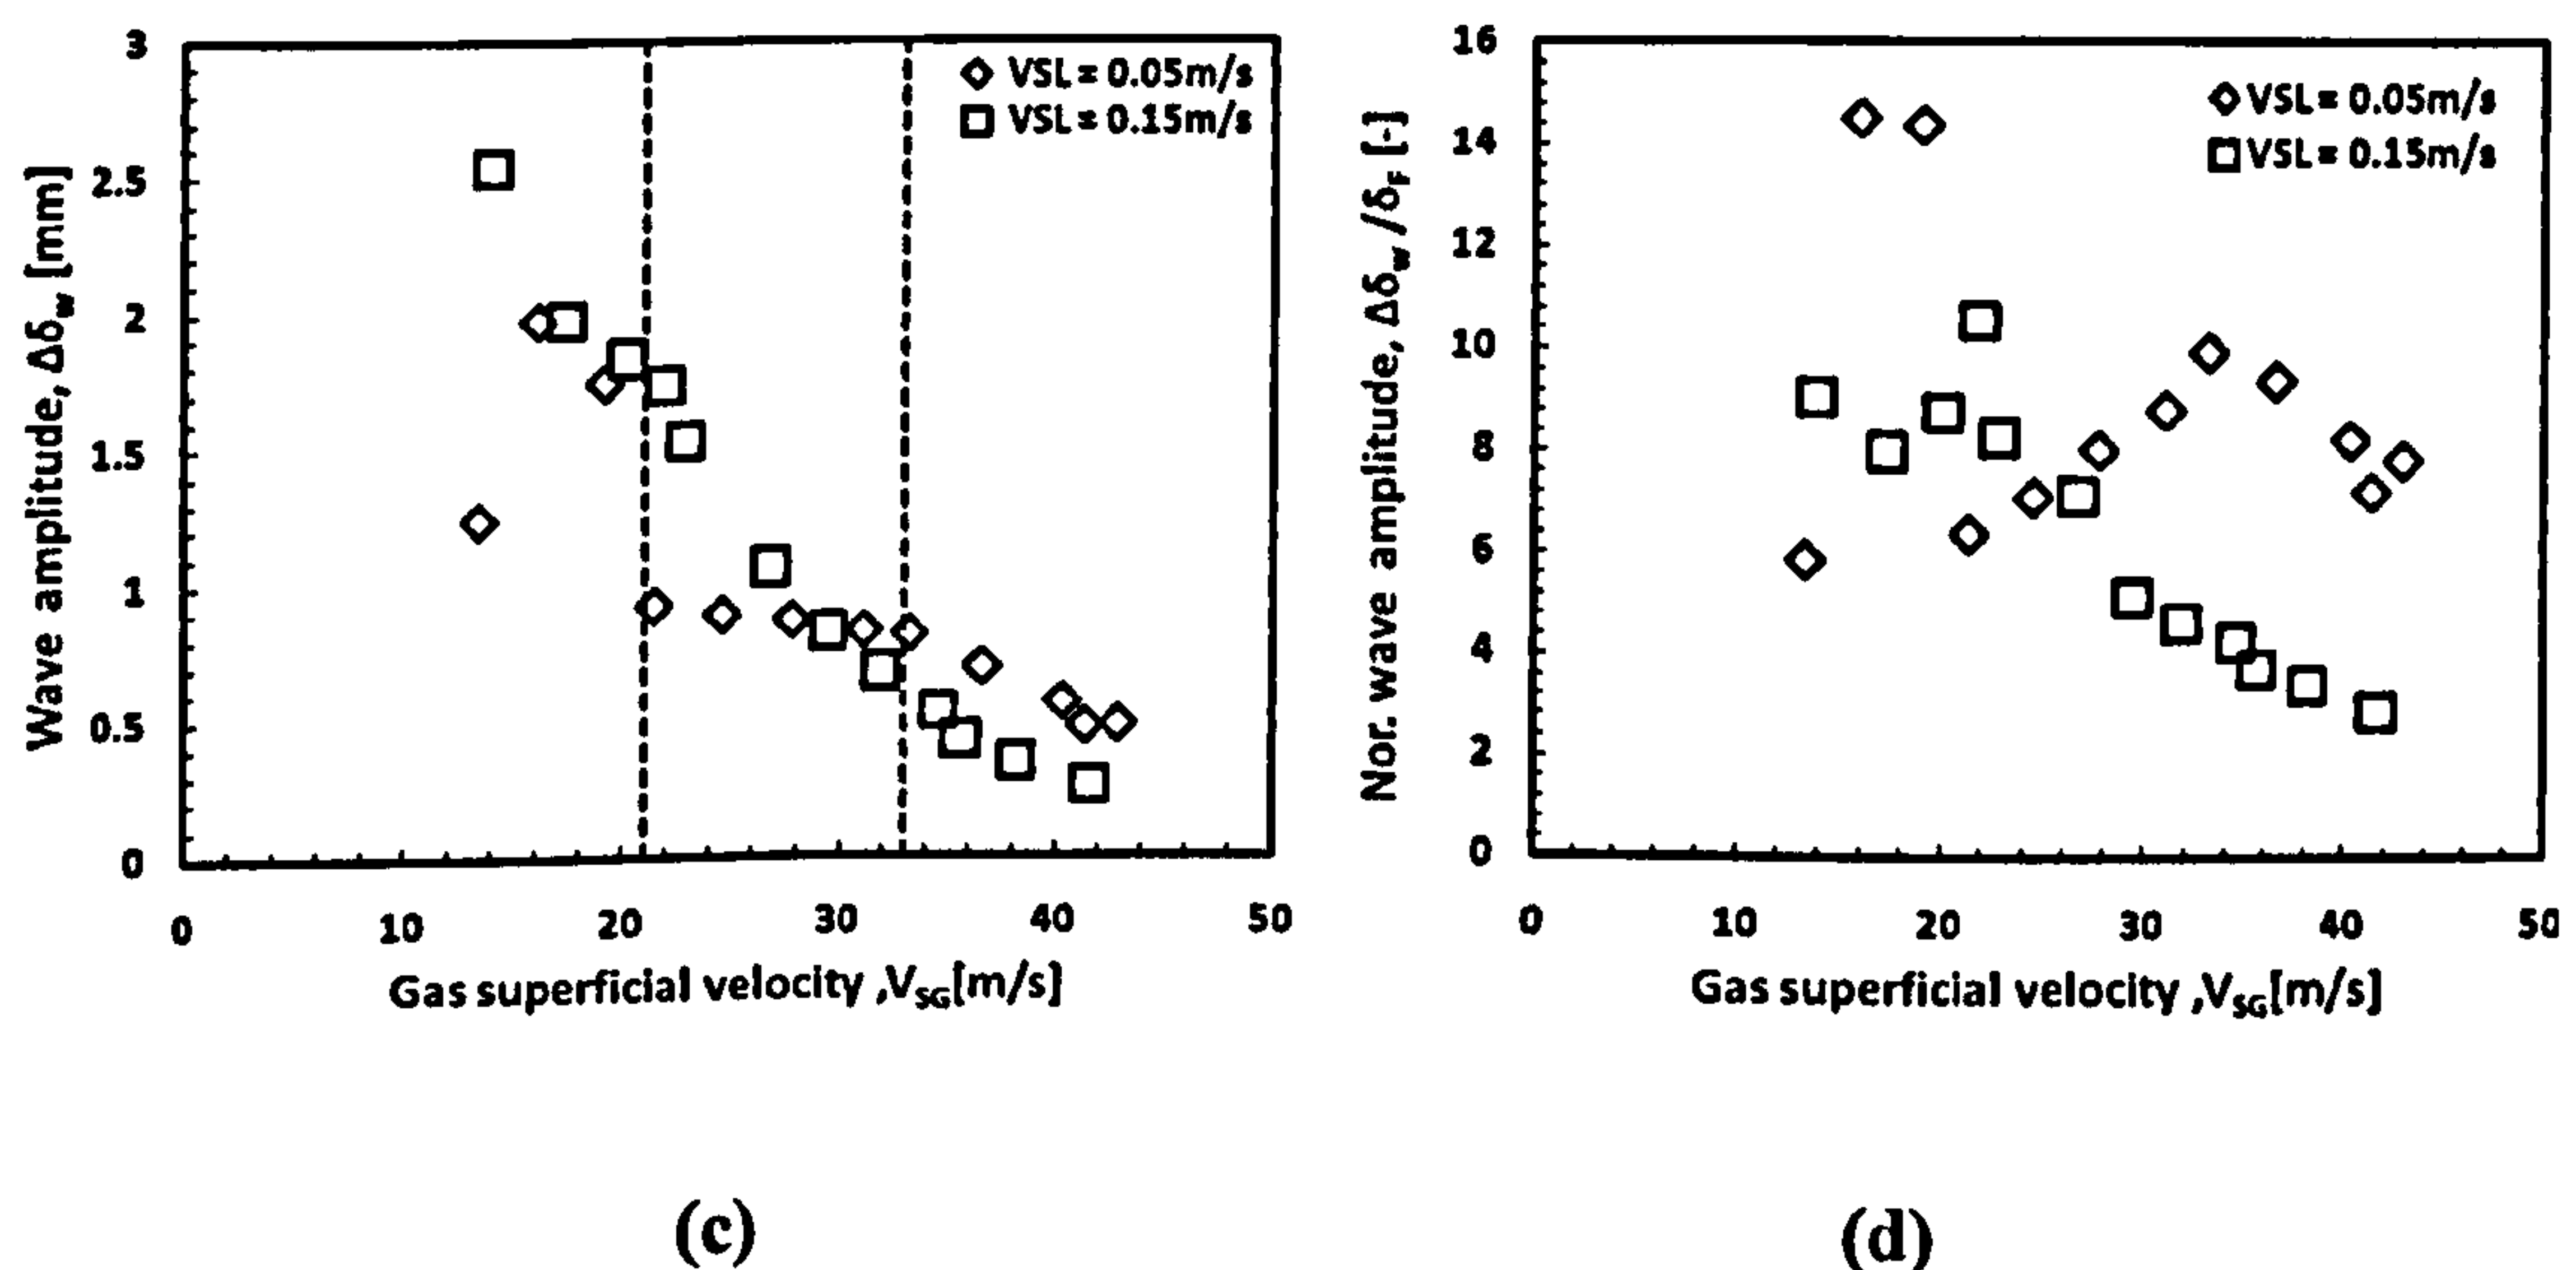 3
2.5
2
1.5
1
0.5
0
Wave amplitude, Δδw [mm]
VSL = 0.05m/s
VSL = 0.15m/s
0 10 20 30 40 50
Gas superficial velocity ,VSG[m/s]
(c)
16
14
12
10
8
6
4
2
0
Nor. wave amplitude, Δδw/δF [-]
VSL = 0.05m/s
VSL = 0.15m/s
0 10 20 30 40 50
Gas superficial velocity ,VSG[m/s]
(d)